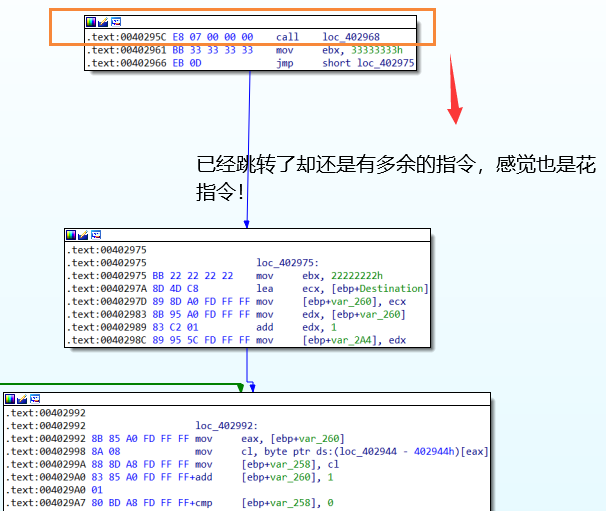 .text:0040295C E8 07 00 00 00 call loc_402968
.text:00402961 BB 33 33 33 33 mov ebx, 33333333h
.text:00402966 EB 0D jmp short loc_402975
已经跳转了却还是有多余的指令，感觉也是花
指令！
.text:00402975
.text:00402975 loc_402975:
.text:00402975 BB 22 22 22 22 mov ebx, 22222222h
.text:0040297A 8D 4D C8 lea ecx, [ebp+Destination]
.text:0040297D 89 8D A0 FD FF FF mov [ebp+var_260], ecx
.text:00402983 8B 95 A0 FD FF FF mov edx, [ebp+var_260]
.text:00402989 83 C2 01 add edx, 1
.text:0040298C 89 95 5C FD FF FF mov [ebp+var_2A4], edx
.text:00402992
.text:00402992 loc_402992:
.text:00402992 8B 85 A0 FD FF FF mov eax, [ebp+var_260]
.text:00402998 8A 08 mov cl, byte ptr ds:(loc_402944 - 402944h)[eax]
.text:0040299A 88 8D A8 FD FF FF mov [ebp+var_258], cl
.text:004029A0 83 85 A0 FD FF FF+add [ebp+var_260], 1
.text:004029A0 01
.text:004029A7 80 BD A8 FD FF FF+cmp [ebp+var_258], 0